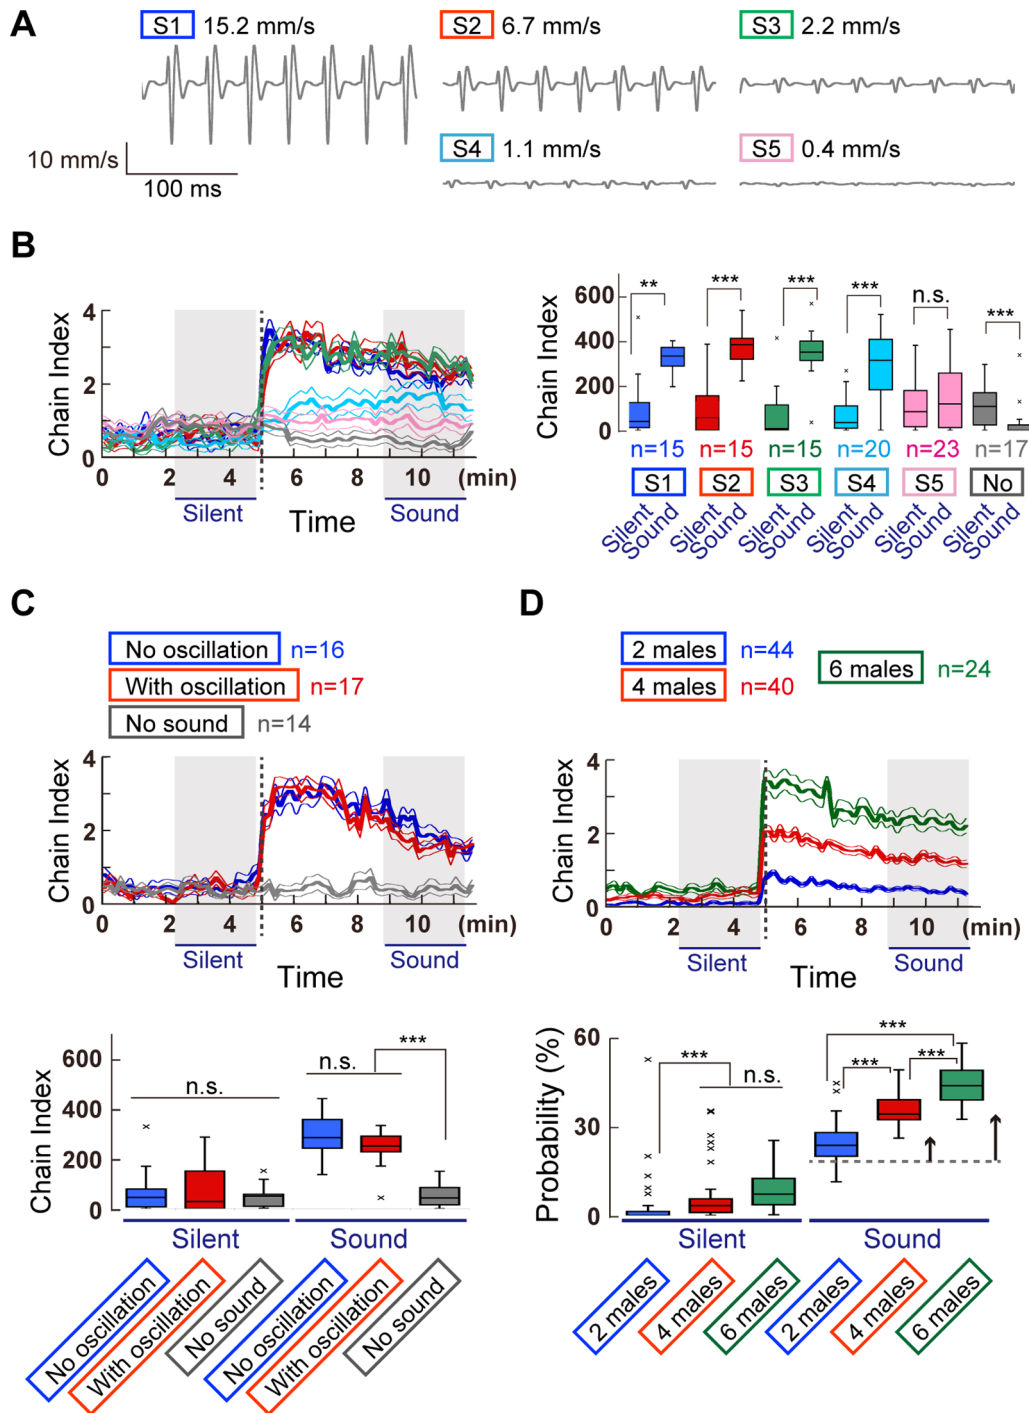 A
S1 15.2 mm/s
S2 6.7 mm/s
S3 2.2 mm/s
S4 1.1 mm/s
S5 0.4 mm/s
10 mm/s
100 ms
B
Chain Index
4
2
0
0 2 4 6 8 10 (min)
Silent Time Sound
Chain Index
600
400
200
0
** *** *** *** n.s. ***
n=15 n=15 n=15 n=20 n=23 n=17
S1 S2 S3 S4 S5 No
Silent Sound Silent Sound Silent Sound Silent Sound Silent Sound Silent Sound
C
No oscillation n=16
With oscillation n=17
No sound n=14
Chain Index
4
2
0
0 2 4 6 8 10 (min)
Silent Time Sound
Chain Index
600
400
200
0
n.s. n.s. ***
Silent Sound
No oscillation With oscillation No sound No oscillation With oscillation No sound
D
2 males n=44
4 males n=40
6 males n=24
Chain Index
4
2
0
0 2 4 6 8 10 (min)
Silent Time Sound
Probability (%)
60
30
0
*** n.s. *** *** ***
Silent Sound
2 males 4 males 6 males 2 males 4 males 6 males